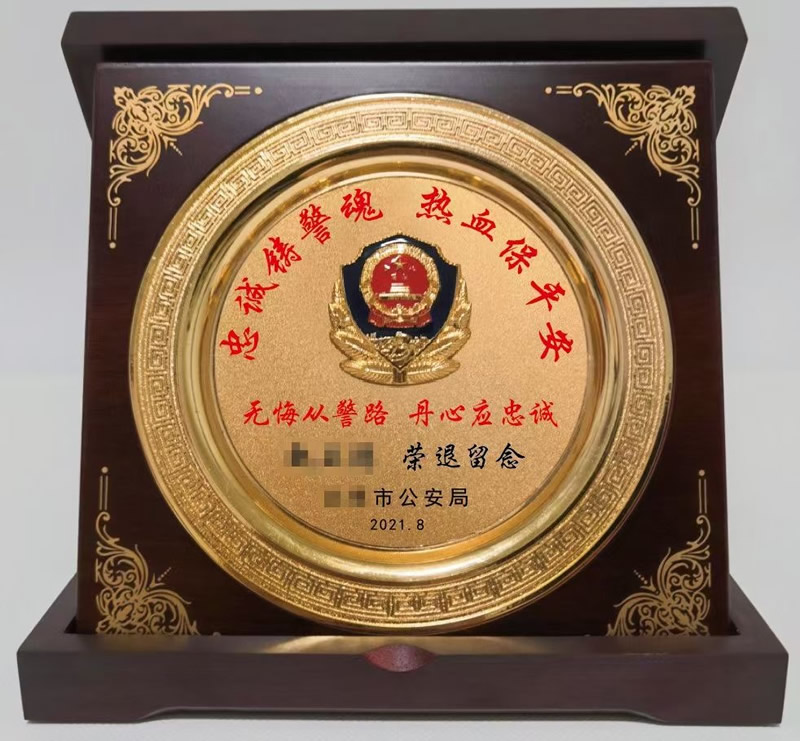 忠诚铸警魂 热血保平安
无悔从警路 丹心应忠诚
荣退留念
市公安局
2021.8